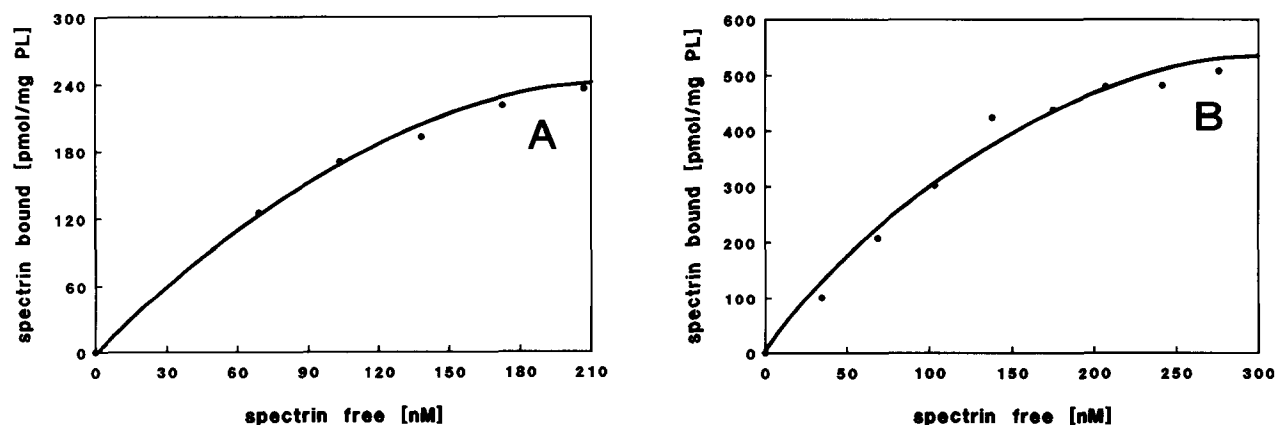 spectrin bound [pmol/mg PL]
300
240
180
120
60
0
A
0 30 60 90 120 150 180 210
spectrin free [nM]
spectrin bound [pmol/mg PL]
600
500
400
300
200
100
0
B
0 50 100 150 200 250 300
spectrin free [nM]